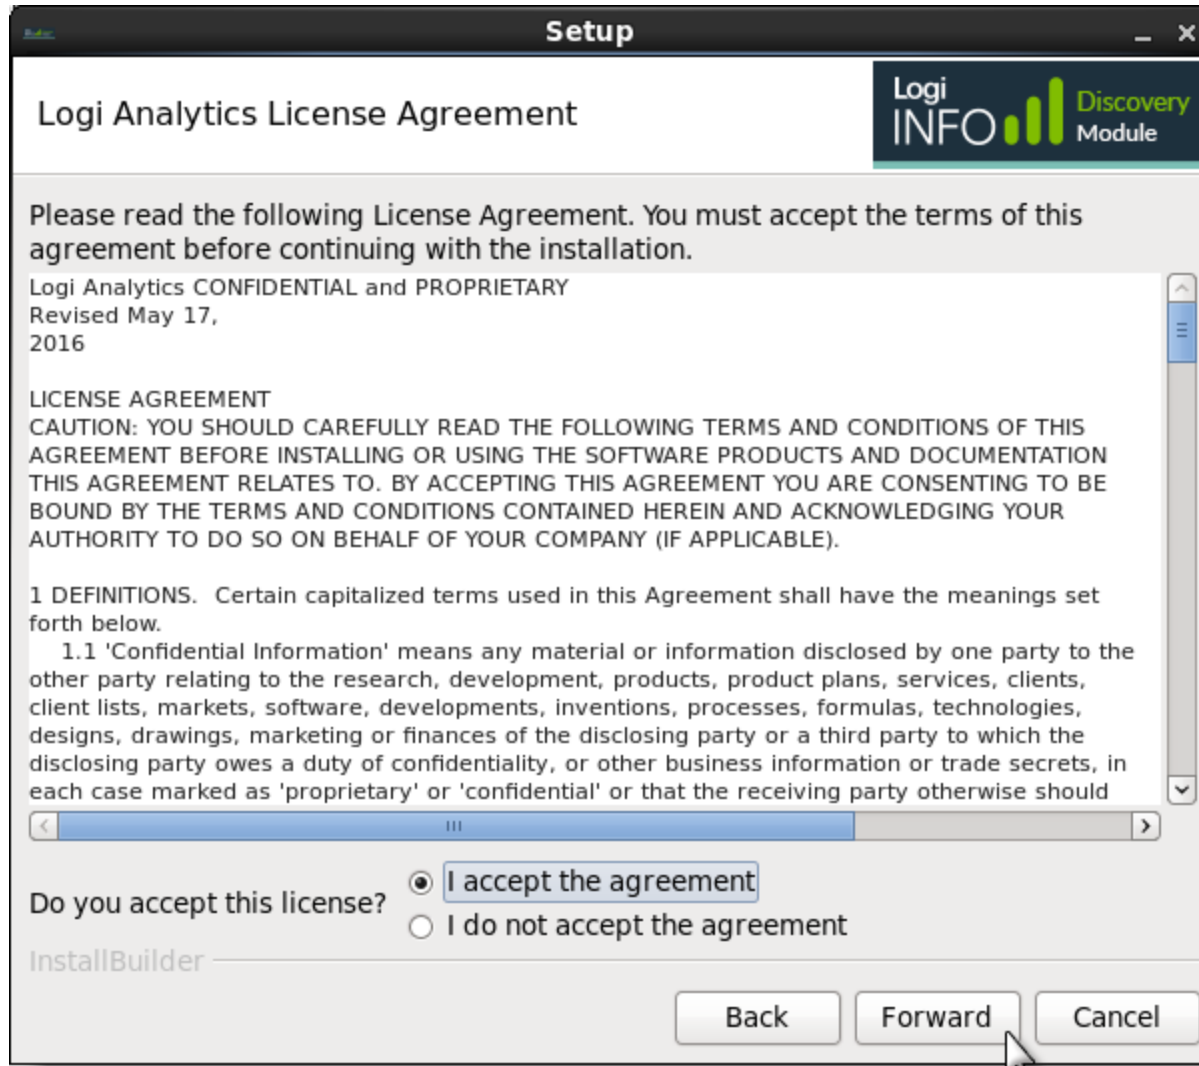 Setup
Logi Analytics License Agreement
Logi
INFO
Discovery
Module
Please read the following License Agreement. You must accept the terms of this
agreement before continuing with the installation.
Logi Analytics CONFIDENTIAL and PROPRIETARY
Revised May 17,
2016
LICENSE AGREEMENT
CAUTION: YOU SHOULD CAREFULLY READ THE FOLLOWING TERMS AND CONDITIONS OF THIS
AGREEMENT BEFORE INSTALLING OR USING THE SOFTWARE PRODUCTS AND DOCUMENTATION
THIS AGREEMENT RELATES TO. BY ACCEPTING THIS AGREEMENT YOU ARE CONSENTING TO BE
BOUND BY THE TERMS AND CONDITIONS CONTAINED HEREIN AND ACKNOWLEDGING YOUR
AUTHORITY TO DO SO ON BEHALF OF YOUR COMPANY (IF APPLICABLE).
1 DEFINITIONS.  Certain capitalized terms used in this Agreement shall have the meanings set
forth below.
1.1 'Confidential Information' means any material or information disclosed by one party to the
other party relating to the research, development, products, product plans, services, clients,
client lists, markets, software, developments, inventions, processes, formulas, technologies,
designs, drawings, marketing or finances of the disclosing party or a third party to which the
disclosing party owes a duty of confidentiality, or other business information or trade secrets, in
each case marked as 'proprietary' or 'confidential' or that the receiving party otherwise should
Do you accept this license?
I accept the agreement
I do not accept the agreement
InstallBuilder
Back
Forward
Cancel